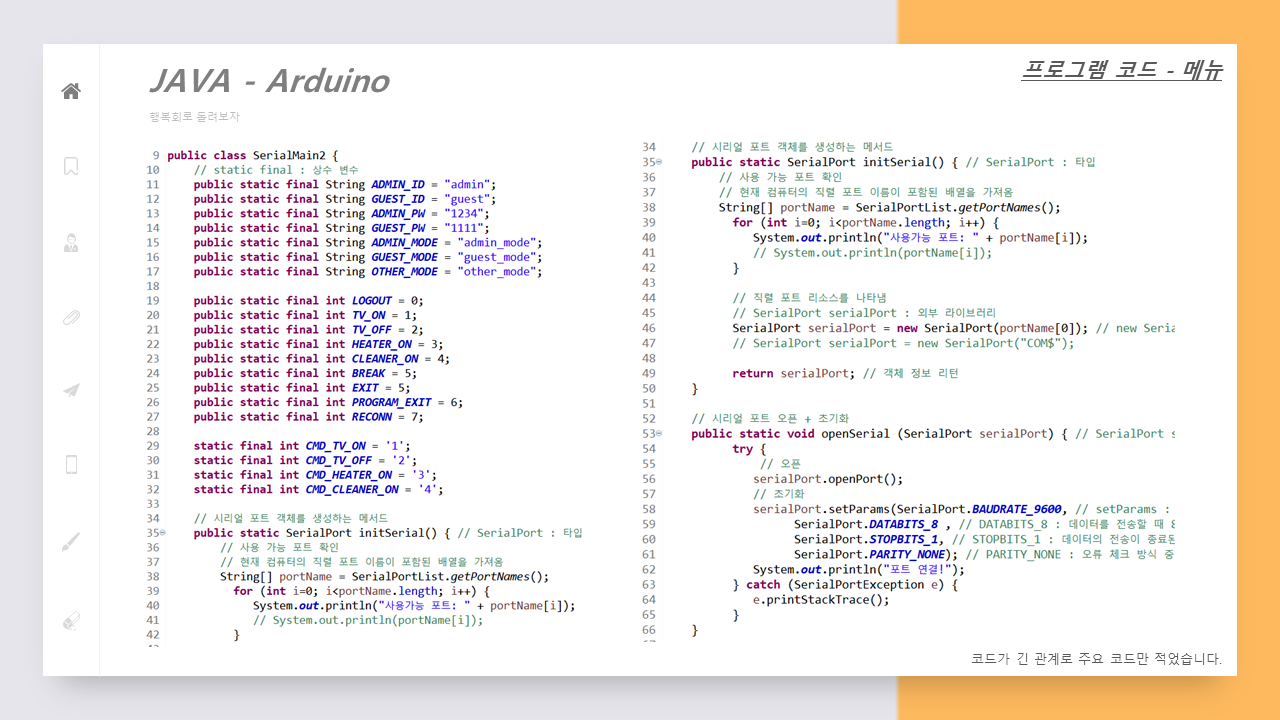 JAVA - Arduino
행복회로 돌려보자
프로그램 코드 - 메뉴
9 public class SerialMain2 {
10 // static final : 상수 변수
11 public static final String ADMIN_ID = "admin";
12 public static final String GUEST_ID = "guest";
13 public static final String ADMIN_PW = "1234";
14 public static final String GUEST_PW = "1111";
15 public static final String ADMIN_MODE = "admin_mode";
16 public static final String GUEST_MODE = "guest_mode";
17 public static final String OTHER_MODE = "other_mode";
18
19 public static final int LOGOUT = 0;
20 public static final int TV_ON = 1;
21 public static final int TV_OFF = 2;
22 public static final int HEATER_ON = 3;
23 public static final int CLEANER_ON = 4;
24 public static final int BREAK = 5;
25 public static final int EXIT = 5;
26 public static final int PROGRAM_EXIT = 6;
27 public static final int RECONN = 7;
28
29 static final int CMD_TV_ON = '1';
30 static final int CMD_TV_OFF = '2';
31 static final int CMD_HEATER_ON = '3';
32 static final int CMD_CLEANER_ON = '4';
33
34 // 시리얼 포트 객체를 생성하는 메서드
35 public static SerialPort initSerial() { // SerialPort : 타입
36 // 사용 가능 포트 확인
37 // 현재 컴퓨터의 직렬 포트 이름이 포함된 배열을 가져옴
38 String[] portName = SerialPortList.getPortNames();
39 for (int i=0; i<portName.length; i++) {
40 System.out.println("사용가능 포트: " + portName[i]);
41 // System.out.println(portName[i]);
42 }
34 // 시리얼 포트 객체를 생성하는 메서드
35 public static SerialPort initSerial() { // SerialPort : 타입
36 // 사용 가능 포트 확인
37 // 현재 컴퓨터의 직렬 포트 이름이 포함된 배열을 가져옴
38 String[] portName = SerialPortList.getPortNames();
39 for (int i=0; i<portName.length; i++) {
40 System.out.println("사용가능 포트: " + portName[i]);
41 // System.out.println(portName[i]);
42 }
43
44 // 직렬 포트 리소스를 나타냄
45 // SerialPort serialPort : 외부 라이브러리
46 SerialPort serialPort = new SerialPort(portName[0]); // new Seria
47 // SerialPort serialPort = new SerialPort("COM$");
48
49 return serialPort; // 객체 정보 리턴
50 }
51
52 // 시리얼 포트 오픈 + 초기화
53 public static void openSerial (SerialPort serialPort) { // SerialPort s
54 try {
55 // 오픈
56 serialPort.openPort();
57 // 초기화
58 serialPort.setParams(SerialPort.BAUDRATE_9600, // setParams :
59 SerialPort.DATABITS_8 , // DATABITS_8 : 데이터를 전송할 때 8
60 SerialPort.STOPBITS_1, // STOPBITS_1 : 데이터의 전송이 종료된
61 SerialPort.PARITY_NONE); // PARITY_NONE : 오류 체크 방식 중
62 System.out.println("포트 연결!");
63 } catch (SerialPortException e) {
64 e.printStackTrace();
65 }
66 }
코드가 긴 관계로 주요 코드만 적었습니다.